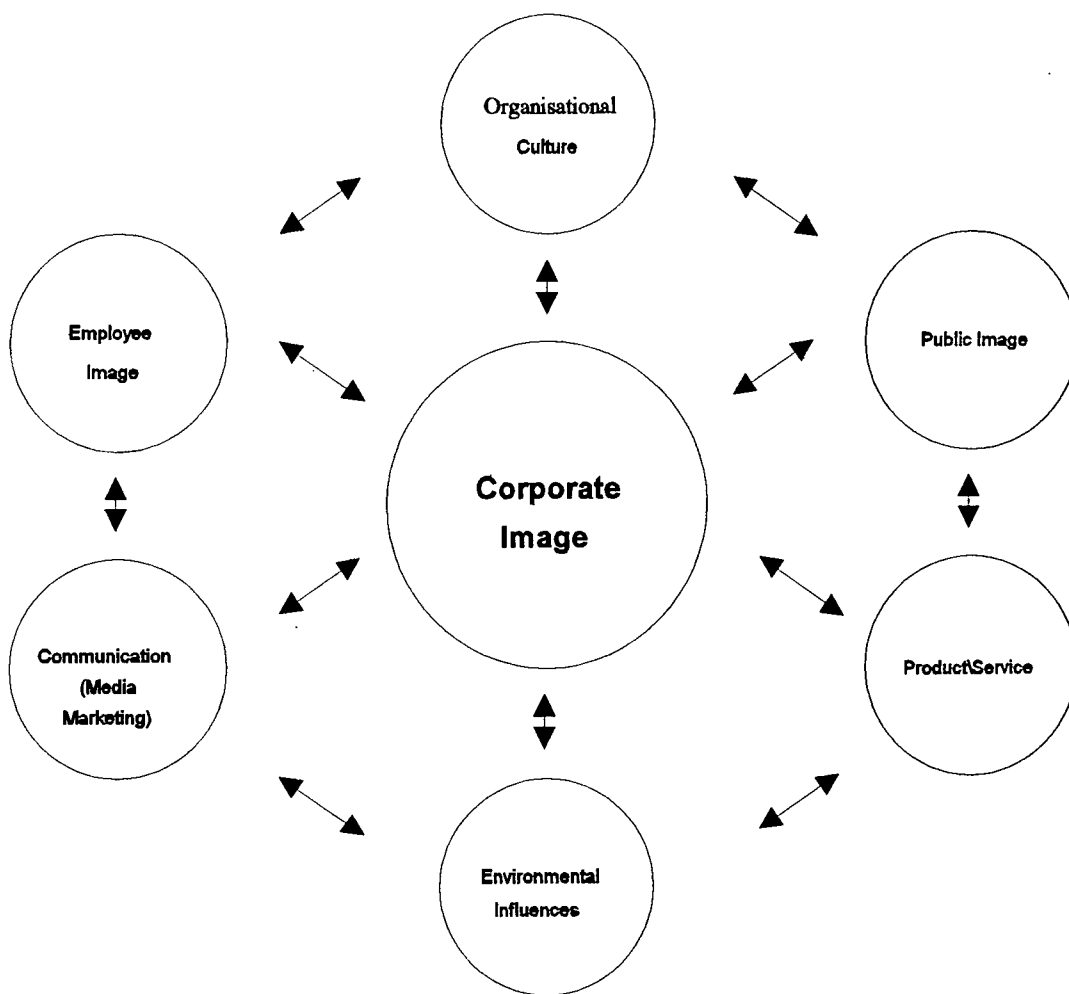 Organisational
Culture
Employee
Image
Public Image
Corporate
Image
Communication
(Media
Marketing)
Product\Service
Environmental
Influences